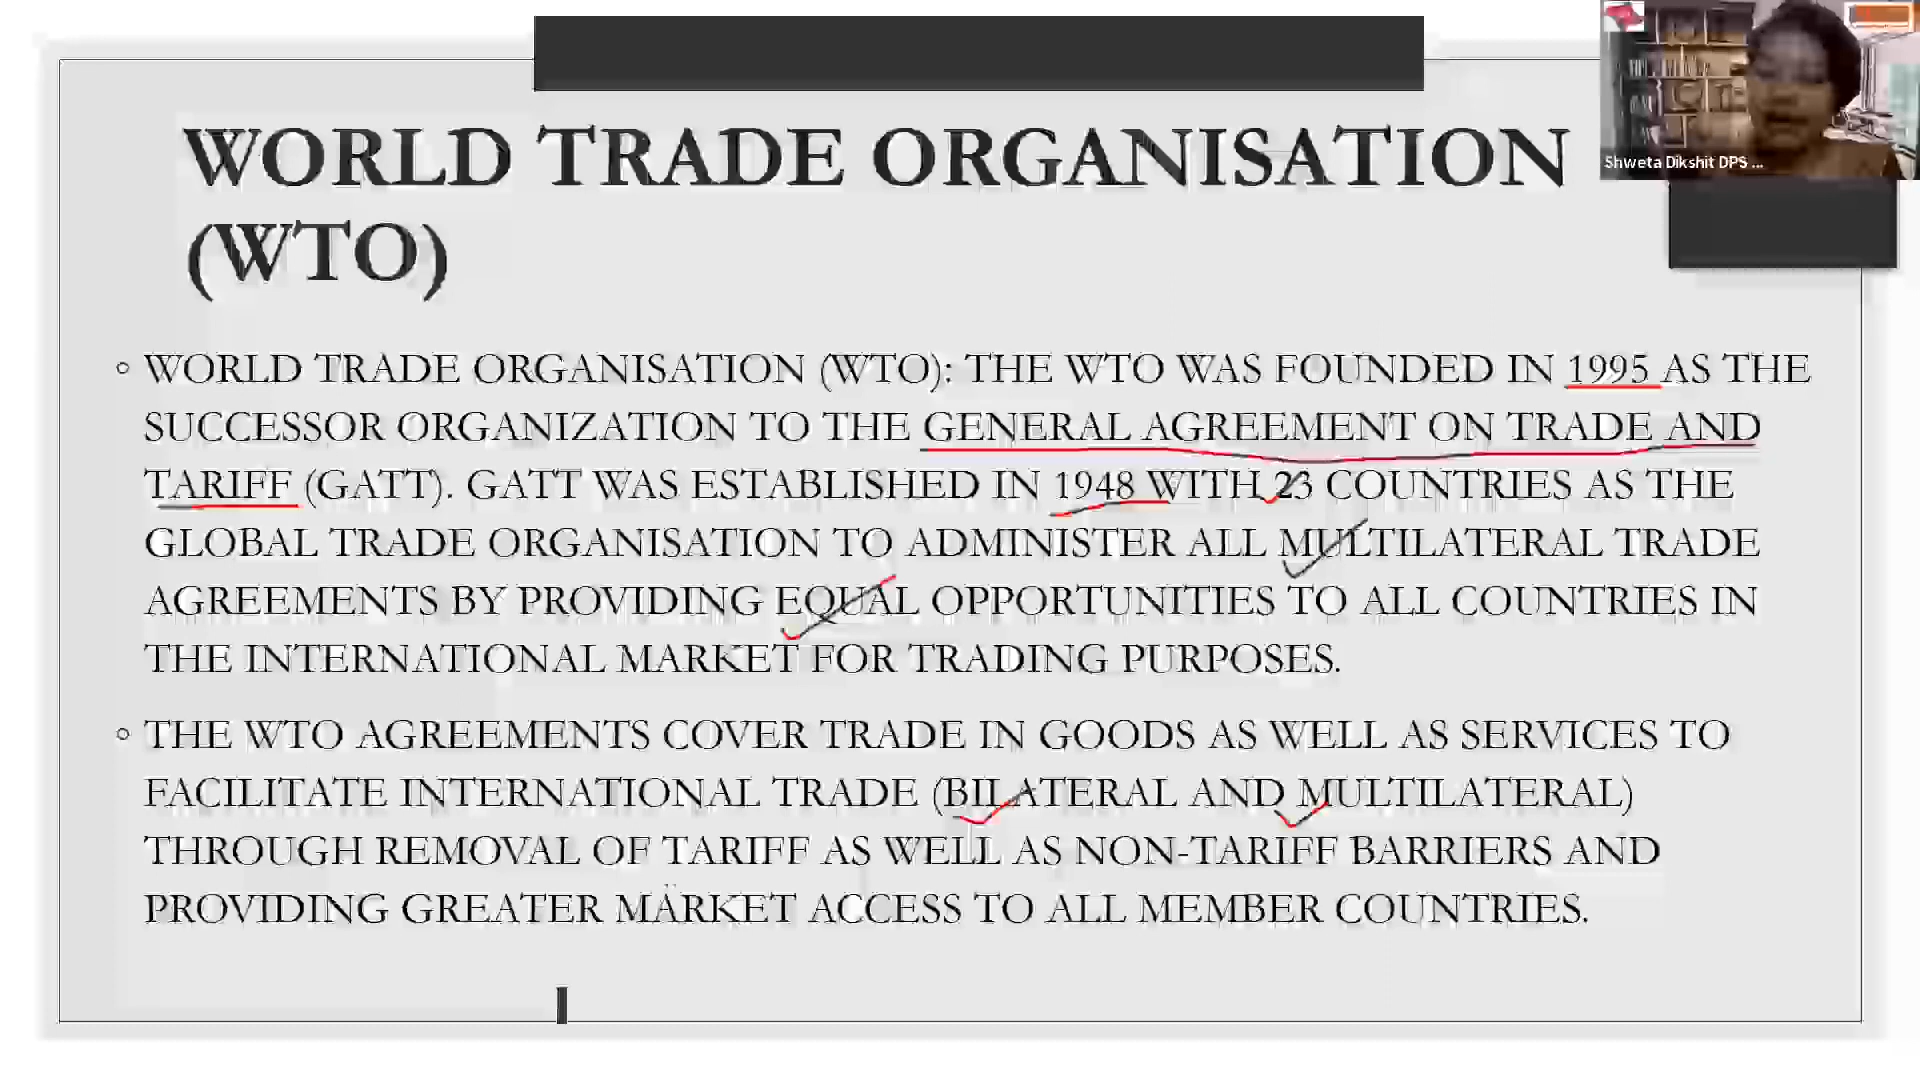 WORLD TRADE ORGANISATION
(WTO)
Shweta Dikshit DPS ...
WORLD TRADE ORGANISATION (WTO): THE WTO WAS FOUNDED IN 1995 AS THE
SUCCESSOR ORGANIZATION TO THE GENERAL AGREEMENT ON TRADE AND
TARIFF (GATT). GATT WAS ESTABLISHED IN 1948 WITH 23 COUNTRIES AS THE
GLOBAL TRADE ORGANISATION TO ADMINISTER ALL MULTILATERAL TRADE
AGREEMENTS BY PROVIDING EQUAL OPPORTUNITIES TO ALL COUNTRIES IN
THE INTERNATIONAL MARKET FOR TRADING PURPOSES.
THE WTO AGREEMENTS COVER TRADE IN GOODS AS WELL AS SERVICES TO
FACILITATE INTERNATIONAL TRADE (BILATERAL AND MULTILATERAL)
THROUGH REMOVAL OF TARIFF AS WELL AS NON-TARIFF BARRIERS AND
PROVIDING GREATER MARKET ACCESS TO ALL MEMBER COUNTRIES.